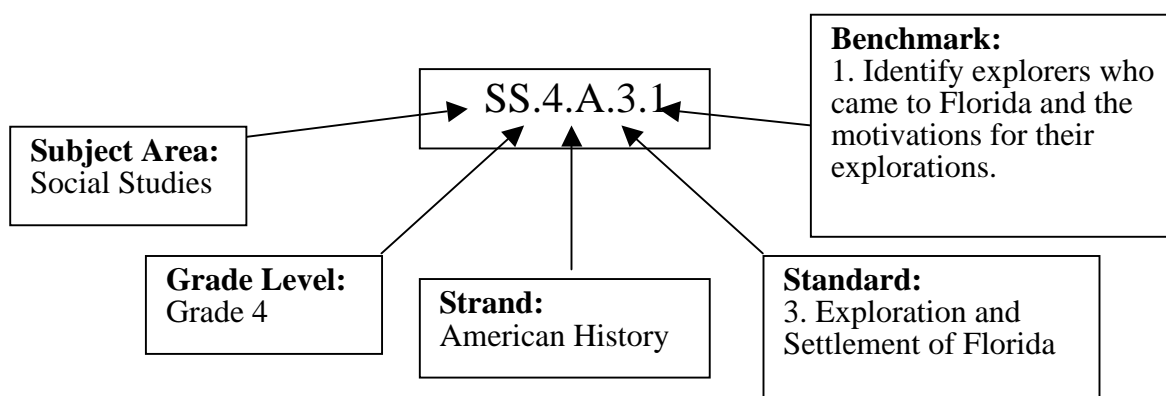 SS.4.A.3.1
Benchmark:
1. Identify explorers who
came to Florida and the
motivations for their
explorations.
Subject Area:
Social Studies
Grade Level:
Grade 4
Strand:
American History
Standard:
3. Exploration and
Settlement of Florida